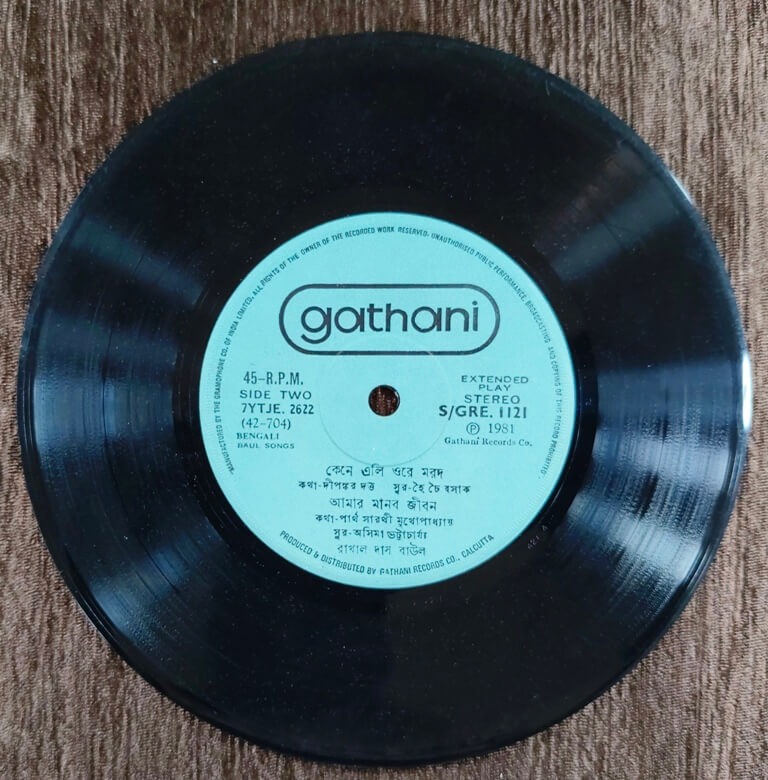 MANUFACTURED BY THE GRAMOPHONE CO. OF INDIA LIMITED. ALL RIGHTS OF THE OWNER OF THE RECORDED WORK RESERVED. UNAUTHORISED PUBLIC PERFORMANCE, BROADCASTING AND COPYING OF THIS RECORD PROHIBITED.
gathani
45-R.P.M.
SIDE TWO
7YTJE. 2622
(42-704)
BENGALI
BAUL SONGS
EXTENDED
PLAY
STEREO
S/GRE. 1121
℗ 1981
Gathani Records Co.
কেনে এলি ওরে মরদ
কথা-দীপঙ্কর দত্ত সুর-হৈ চৈ বসাক
আমার মানব জীবন
কথা-পার্থ সারথী মুখোপাধ্যায়
সুর-অসিমা ভট্টাচার্য্য
রাখাল দাস বাউল
PRODUCED & DISTRIBUTED BY GATHANI RECORDS CO., CALCUTTA